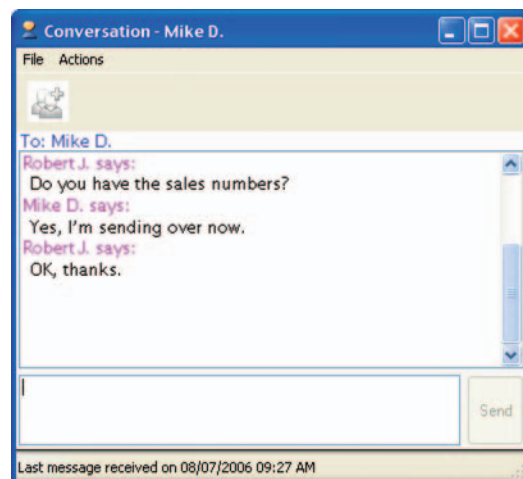 Conversation - Mike D.
File Actions
To: Mike D.
Robert J. says:
Do you have the sales numbers?
Mike D. says:
Yes, I'm sending over now.
Robert J. says:
OK, thanks.
Send
Last message received on 08/07/2006 09:27 AM